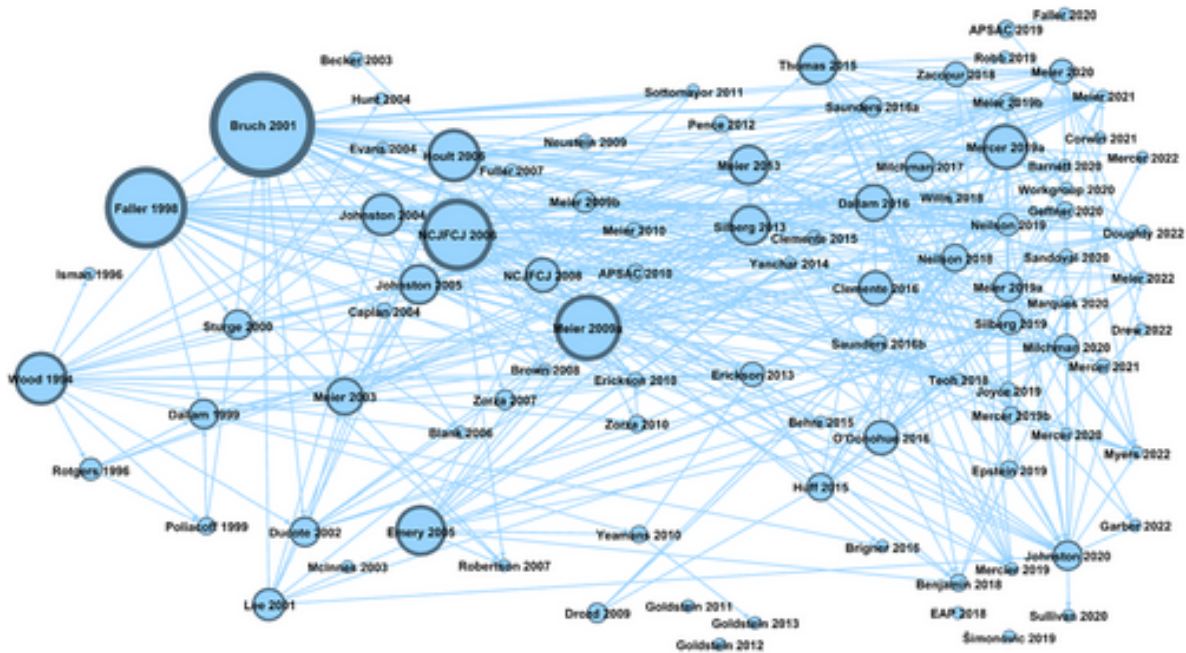 Faller 2020
APSAC 2019
Becker 2003
Robb 2019
Thomas 2015
Zaccour 2018
Meier 2020
Sottomayor 2011
Hunt 2004
Meier 2021
Saunders 2016a
Meier 2019b
Bruch 2001
Pence 2012
Corwin 2021
Neustein 2009
Evans 2004
Hoult 2006
Mercer 2019a
Mercer 2022
Meier 2013
Milchman 2017
Barnett 2020
Fuller 2007
Workgroup 2020
Willis 2018
Meier 2009b
Dallam 2016
Faller 1998
Geffner 2020
Johnston 2004
Neilson 2019
Silberg 2013
Meier 2010
Doughty 2022
NCJFCJ 2006
Clemente 2015
Neilson 2018
Sandoval 2020
Yanchar 2014
Isman 1996
NCJFCJ 2008
APSAC 2010
Meier 2022
Johnston 2005
Clemente 2016
Meier 2019a
Marques 2020
Caplan 2004
Sturge 2000
Meier 2009a
Silberg 2019
Drew 2022
Saunders 2016b
Milchman 2020
Mercer 2021
Brown 2008
Erickson 2013
Wood 1994
Erickson 2010
Teoh 2018
Joyce 2019
Meier 2003
Zorza 2007
Dallam 1999
Mercer 2019b
Zorza 2010
Behre 2015
Blank 2006
Mercer 2020
O'Donohue 2016
Myers 2022
Rotgers 1996
Epstein 2019
Huff 2015
Poliacoff 1999
Garber 2022
Ducote 2002
Emery 2005
Yeamans 2010
Brigner 2016
Johnston 2020
McInnes 2003
Robertson 2007
Mercier 2019
Benjamin 2018
Lee 2001
Goldstein 2011
Drozd 2009
EAP 2018
Sullivan 2020
Goldstein 2013
Šimonovic 2019
Goldstein 2012